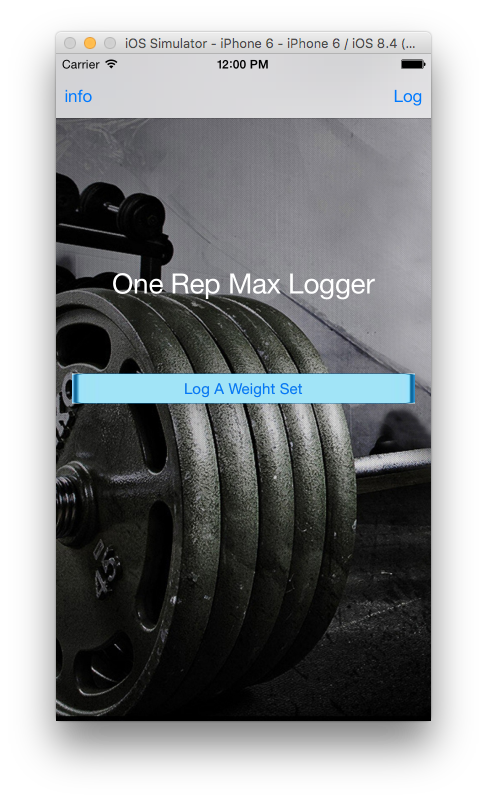 iOS Simulator - iPhone 6 - iPhone 6 / iOS 8.4 (...
Carrier 12:00 PM
info Log
One Rep Max Logger
Log A Weight Set